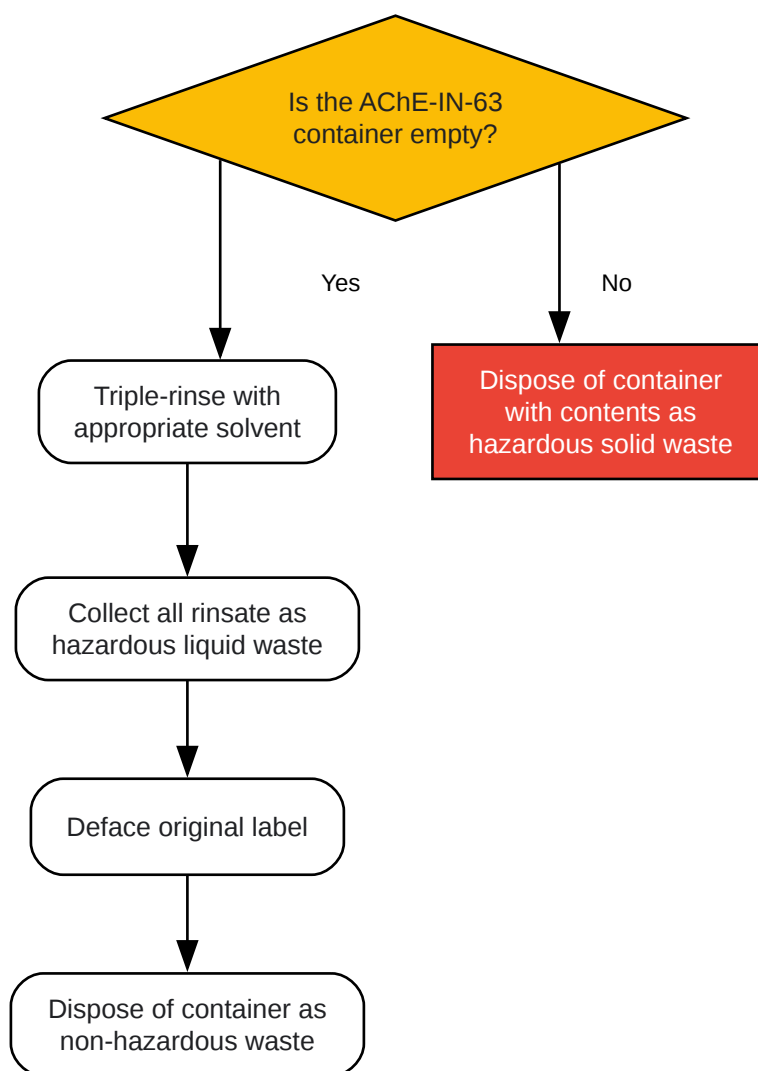 Is the AChE-IN-63
container empty?
Yes
No
Triple-rinse with
appropriate solvent
Dispose of container
with contents as
hazardous solid waste
Collect all rinsate as
hazardous liquid waste
Deface original label
Dispose of container as
non-hazardous waste